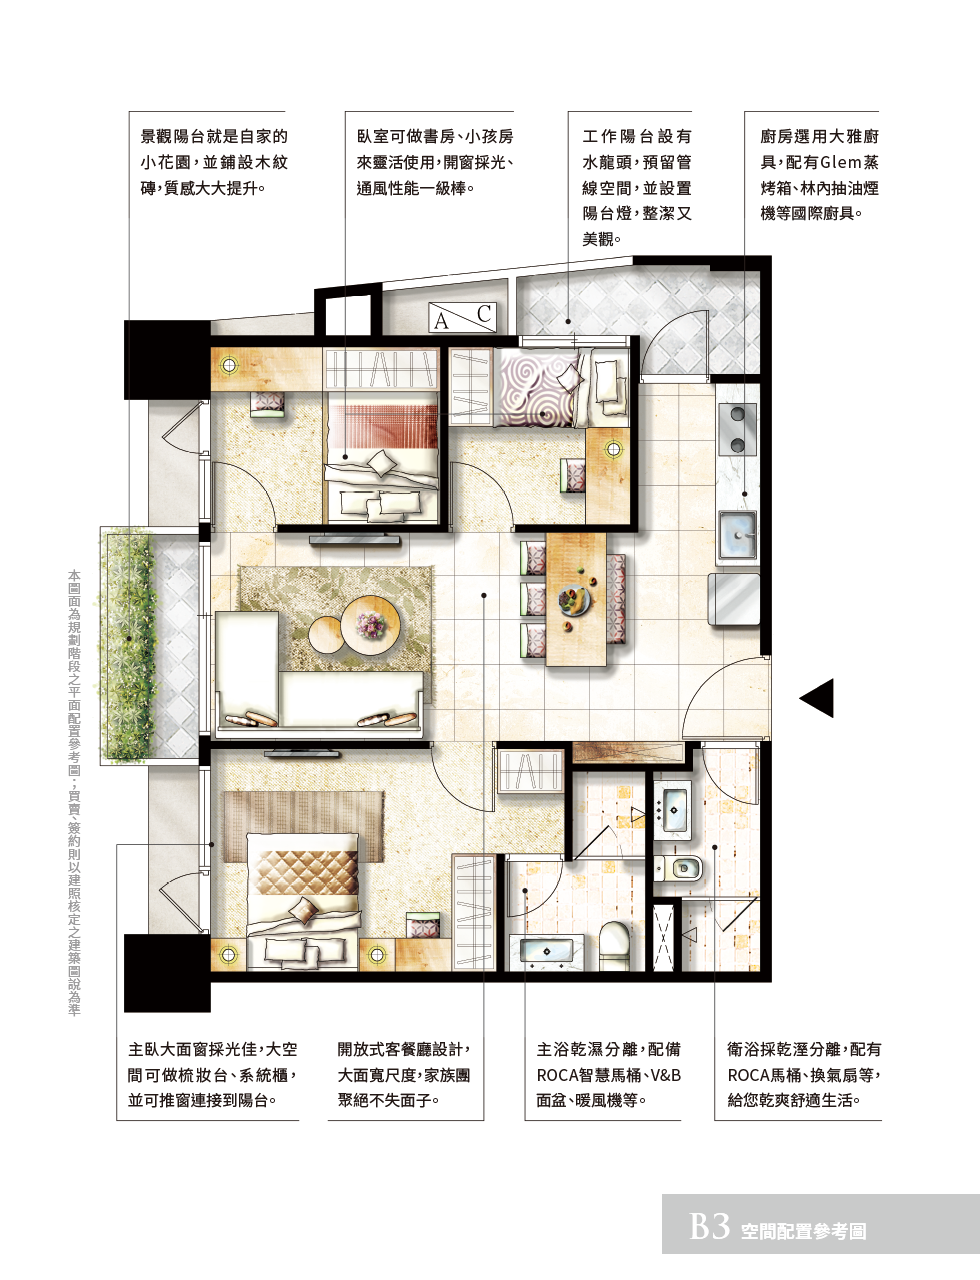 景觀陽台就是自家的
小花園，並鋪設木紋
磚，質感大大提升。
臥室可做書房、小孩房
來靈活使用，開窗採光、
通風性能一級棒。
工作陽台設有
水龍頭，預留管
線空間，並設置
陽台燈，整潔又
美觀。
廚房選用大雅廚
具，配有Glem蒸
烤箱、林內抽油煙
機等國際廚具。
A C
本圖面為規劃階段之平面配置參考圖；買賣、簽約則以建照核定之建築圖說為準
主臥大面窗採光佳，大空
間可做梳妝台、系統櫃，
並可推窗連接到陽台。
開放式客餐廳設計，
大面寬尺度，家族團
聚絕不失面子。
主浴乾濕分離，配備
ROCA智慧馬桶、V&B
面盆、暖風機等。
衛浴採乾溼分離，配有
ROCA馬桶、換氣扇等，
給您乾爽舒適生活。
B3 空間配置參考圖